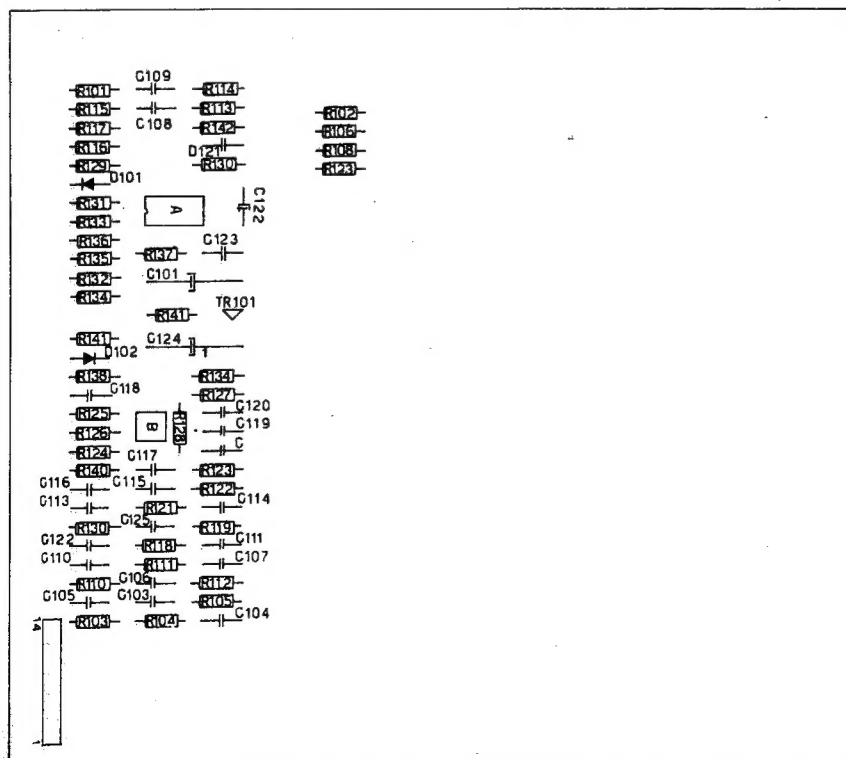 C109
R101 R114
R115 R113 R102
C108
R117 R142 R106
R116 D121 R108
R129 R130 R123
D101
R131 A C122
R133
R136 C123
R135 R137
R132 C101
R134 TR101
R141
R141 C124
D102 1
R138 R134
C118 R127
C120
R125 B R128 C119
R126
R124 C
C117
R140 R123
C116 C115 R122
C113 R121 C114
C125
R130 R119
C122 R118 C111
C110 R111 C107
R110 C106 R112
C105 C103 R105
R103 R104 C104
14
1